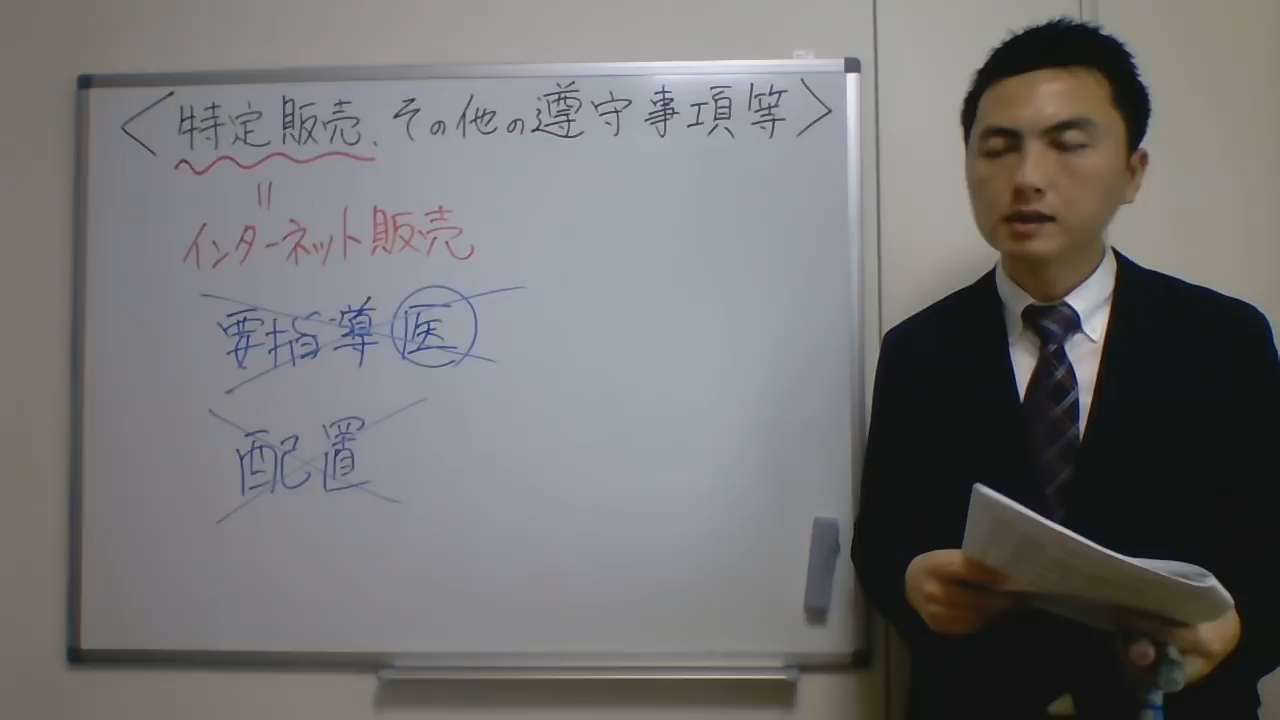 〈特定販売、その他の遵守事項等〉
＝
インターネット販売
要指導医
配置